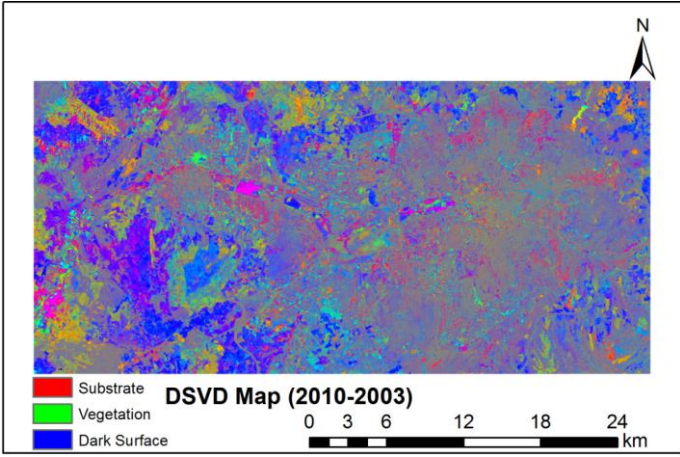 N
Substrate
DSVD Map (2010-2003)
Vegetation
0 3 6 12 18 24
Dark Surface
km